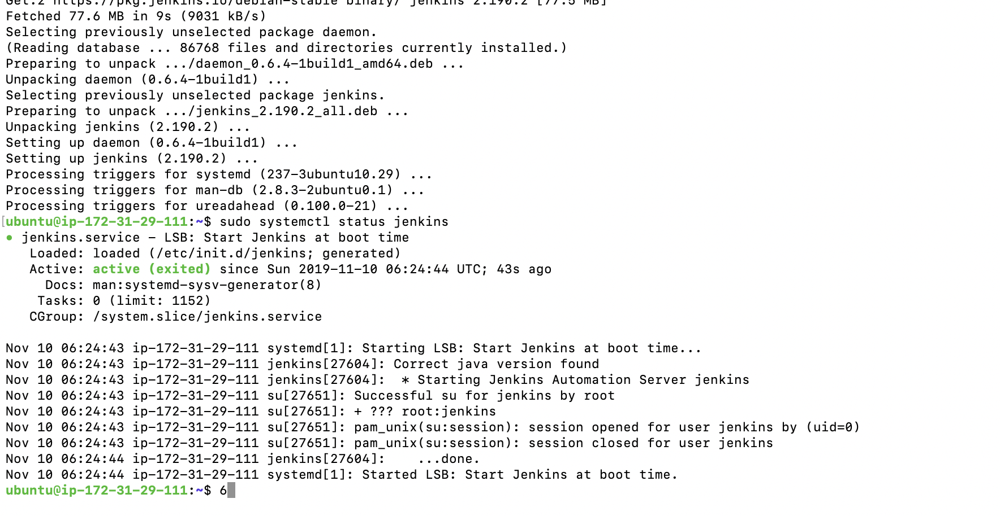 Get:2 https://pkg.jenkins.io/debian-stable binary/ jenkins 2.190.2 [77.5 MB]
Fetched 77.6 MB in 9s (9031 kB/s)
Selecting previously unselected package daemon.
(Reading database ... 86768 files and directories currently installed.)
Preparing to unpack .../daemon_0.6.4-1build1_amd64.deb ...
Unpacking daemon (0.6.4-1build1) ...
Selecting previously unselected package jenkins.
Preparing to unpack .../jenkins_2.190.2_all.deb ...
Unpacking jenkins (2.190.2) ...
Setting up daemon (0.6.4-1build1) ...
Setting up jenkins (2.190.2) ...
Processing triggers for systemd (237-3ubuntu10.29) ...
Processing triggers for man-db (2.8.3-2ubuntu0.1) ...
Processing triggers for ureadahead (0.100.0-21) ...
[ubuntu@ip-172-31-29-111:~$ sudo systemctl status jenkins
● jenkins.service - LSB: Start Jenkins at boot time
   Loaded: loaded (/etc/init.d/jenkins; generated)
   Active: active (exited) since Sun 2019-11-10 06:24:44 UTC; 43s ago
     Docs: man:systemd-sysv-generator(8)
    Tasks: 0 (limit: 1152)
   CGroup: /system.slice/jenkins.service

Nov 10 06:24:43 ip-172-31-29-111 systemd[1]: Starting LSB: Start Jenkins at boot time...
Nov 10 06:24:43 ip-172-31-29-111 jenkins[27604]: Correct java version found
Nov 10 06:24:43 ip-172-31-29-111 jenkins[27604]:  * Starting Jenkins Automation Server jenkins
Nov 10 06:24:43 ip-172-31-29-111 su[27651]: Successful su for jenkins by root
Nov 10 06:24:43 ip-172-31-29-111 su[27651]: + ??? root:jenkins
Nov 10 06:24:43 ip-172-31-29-111 su[27651]: pam_unix(su:session): session opened for user jenkins by (uid=0)
Nov 10 06:24:43 ip-172-31-29-111 su[27651]: pam_unix(su:session): session closed for user jenkins
Nov 10 06:24:44 ip-172-31-29-111 jenkins[27604]:    ...done.
Nov 10 06:24:44 ip-172-31-29-111 systemd[1]: Started LSB: Start Jenkins at boot time.
ubuntu@ip-172-31-29-111:~$ 6